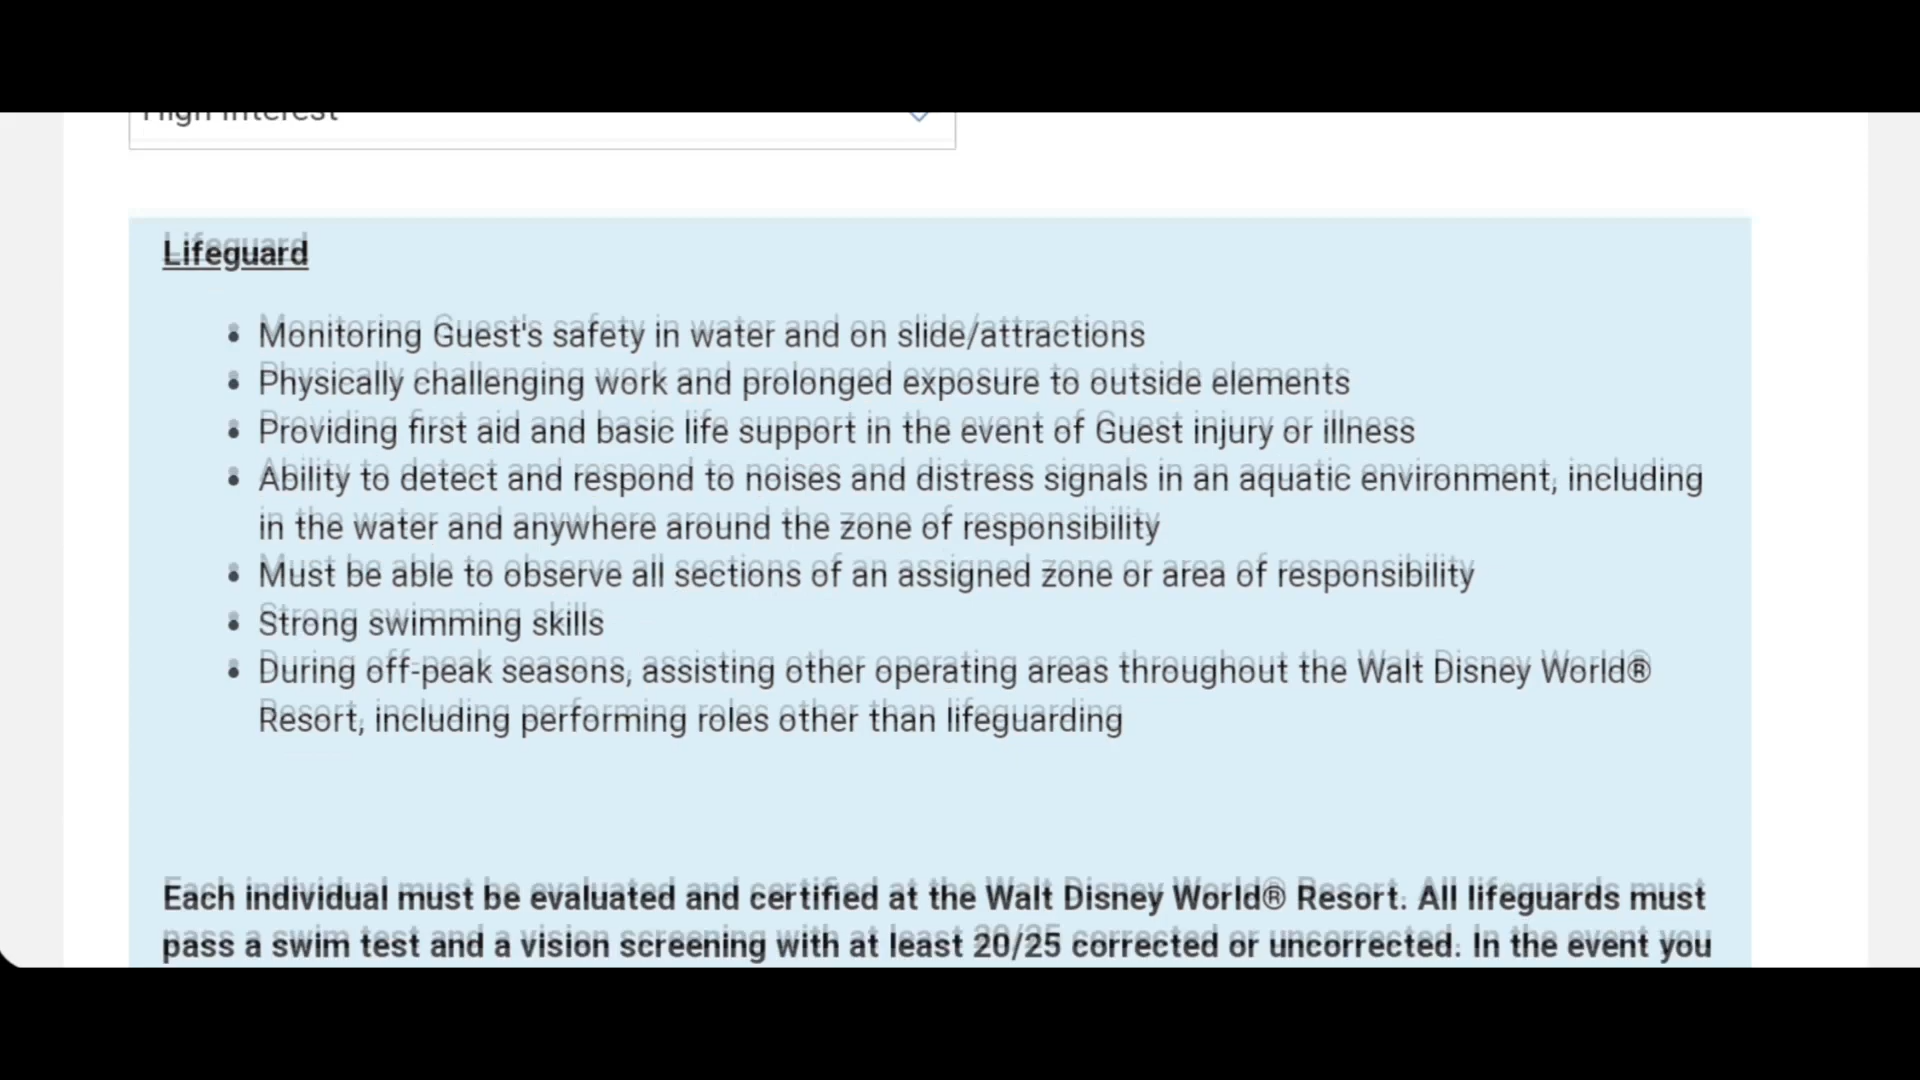 High Interest
Lifeguard
• Monitoring Guest's safety in water and on slide/attractions
• Physically challenging work and prolonged exposure to outside elements
• Providing first aid and basic life support in the event of Guest injury or illness
• Ability to detect and respond to noises and distress signals in an aquatic environment, including
in the water and anywhere around the zone of responsibility
• Must be able to observe all sections of an assigned zone or area of responsibility
• Strong swimming skills
• During off-peak seasons, assisting other operating areas throughout the Walt Disney World®
Resort, including performing roles other than lifeguarding
Each individual must be evaluated and certified at the Walt Disney World® Resort. All lifeguards must
pass a swim test and a vision screening with at least 20/25 corrected or uncorrected. In the event you